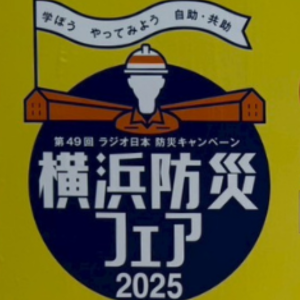 学ぼう やってみよう 自助・共助
第49回 ラジオ日本 防災キャンペーン
横浜防災
フェア
2025